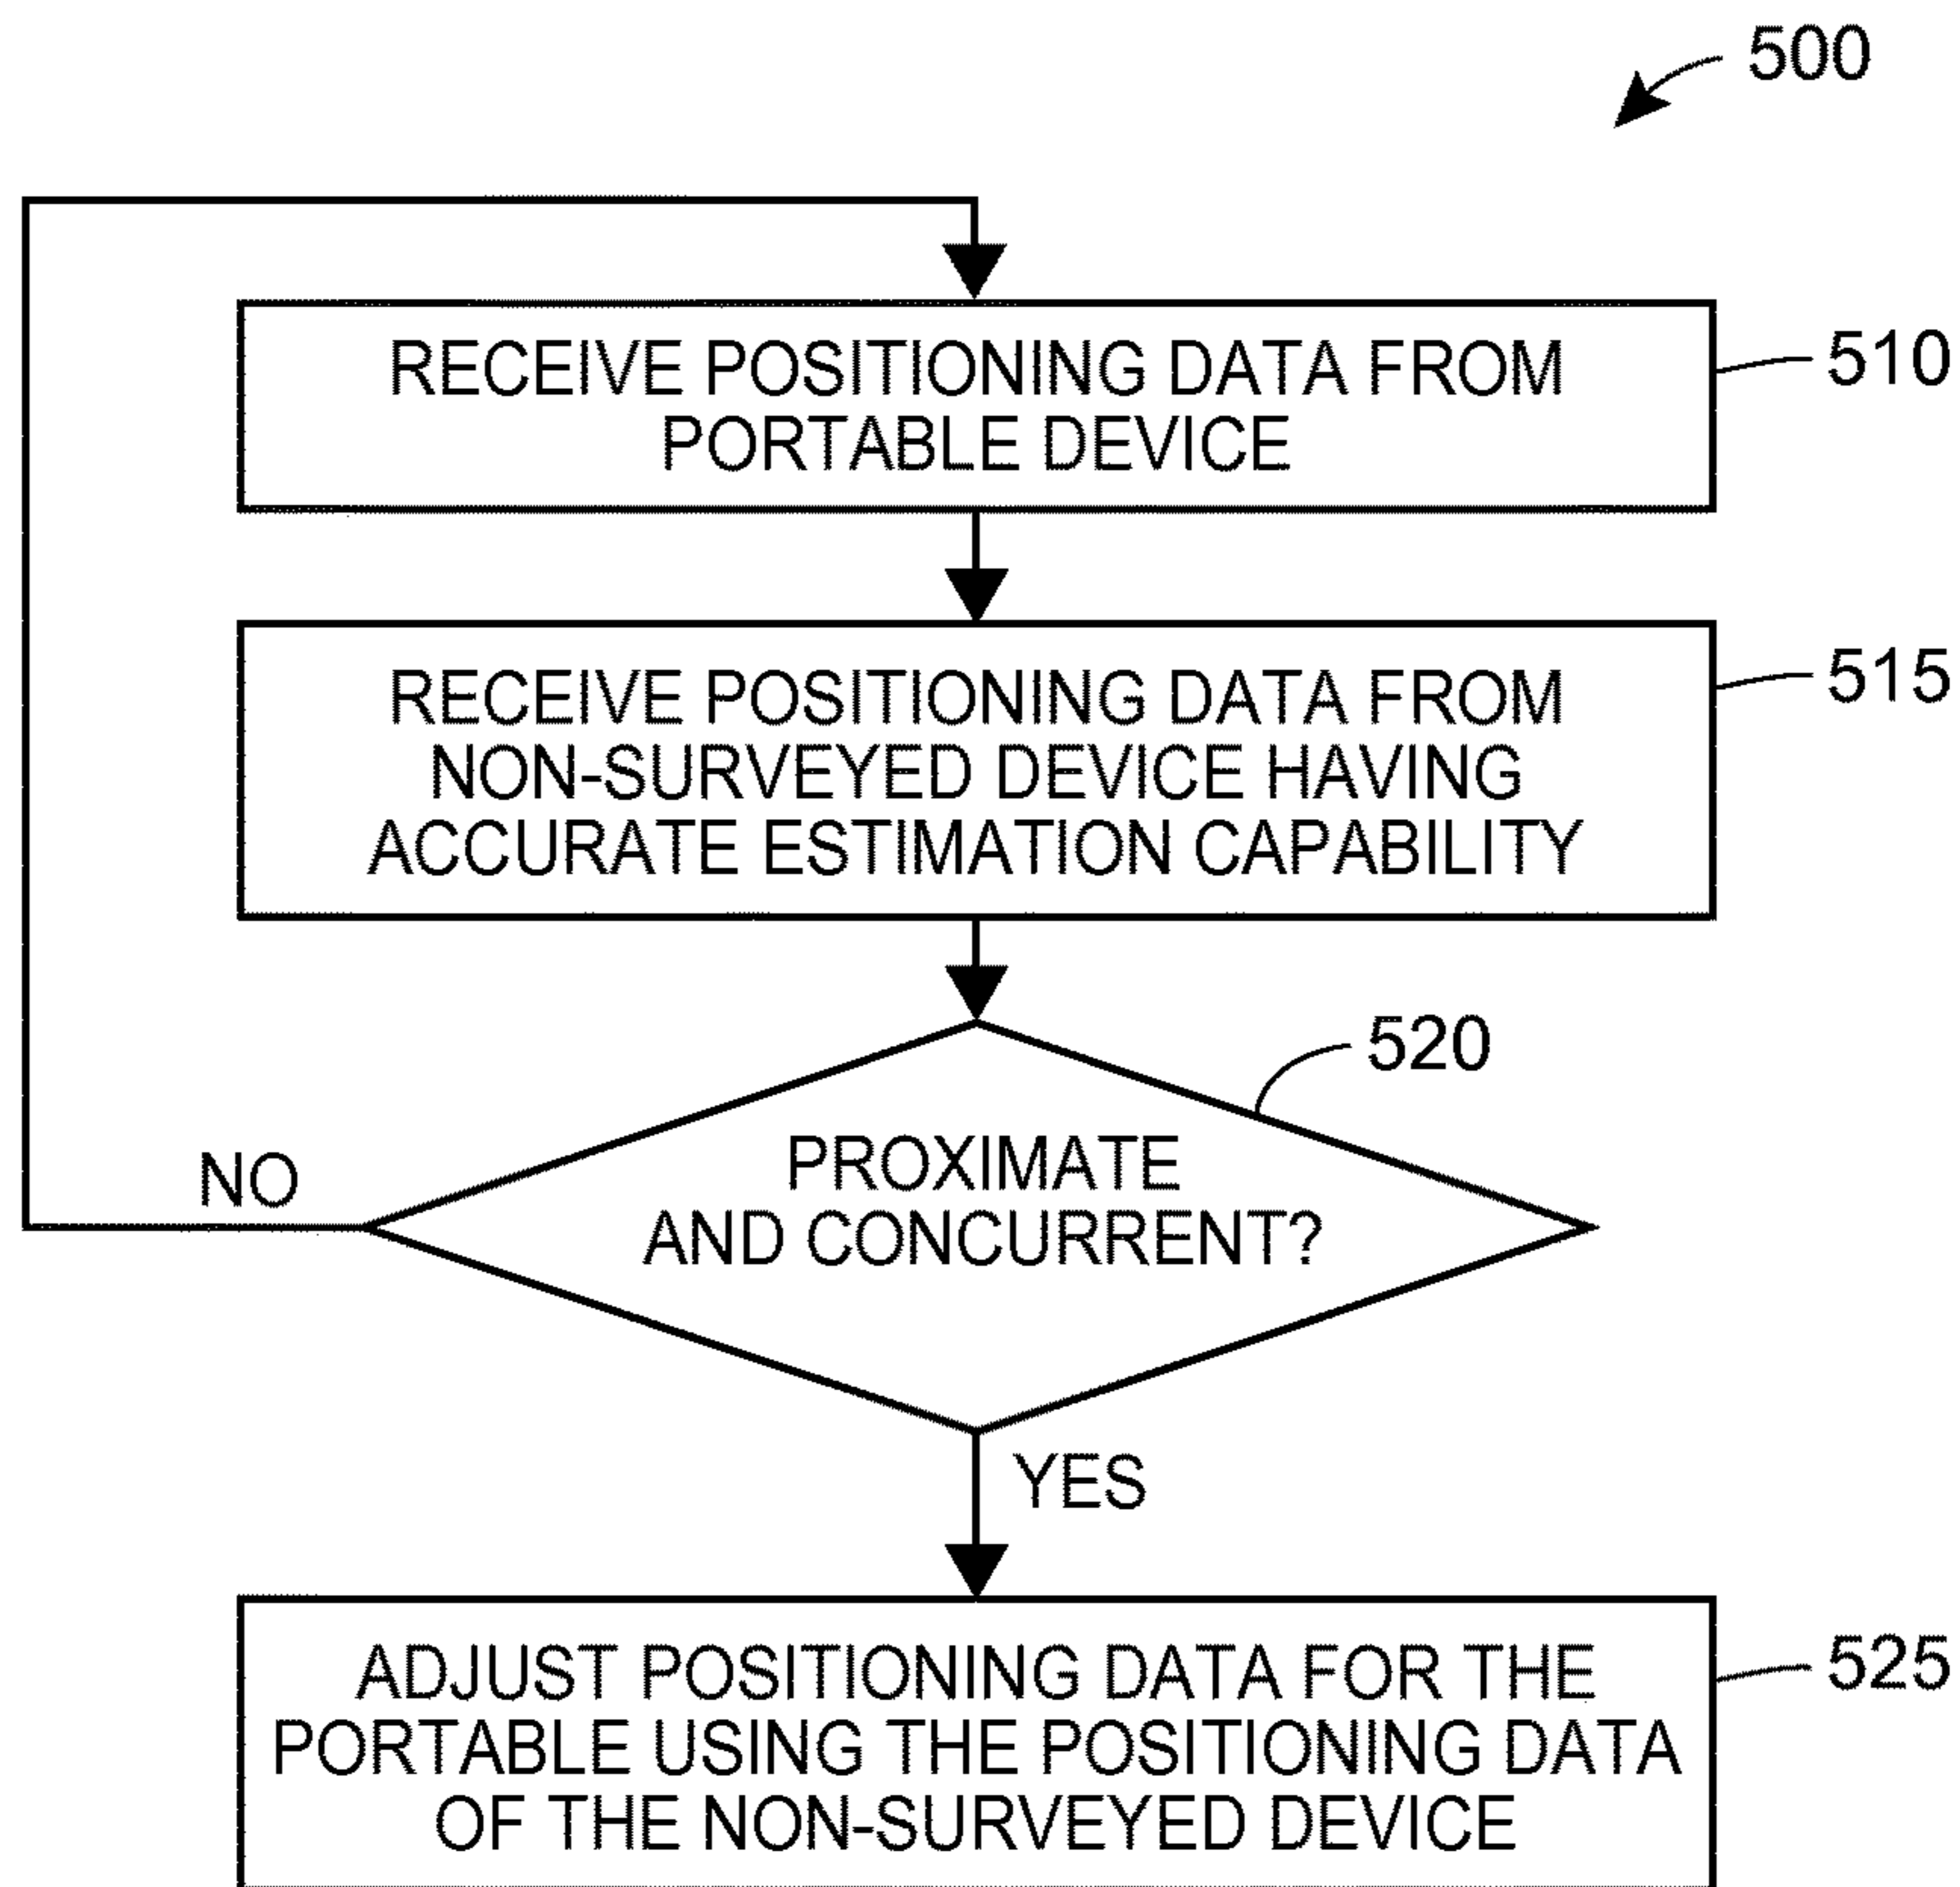 500
RECEIVE POSITIONING DATA FROM
PORTABLE DEVICE
510
RECEIVE POSITIONING DATA FROM
NON-SURVEYED DEVICE HAVING
ACCURATE ESTIMATION CAPABILITY
515
520
PROXIMATE
AND CONCURRENT?
NO
YES
ADJUST POSITIONING DATA FOR THE
PORTABLE USING THE POSITIONING DATA
OF THE NON-SURVEYED DEVICE
525